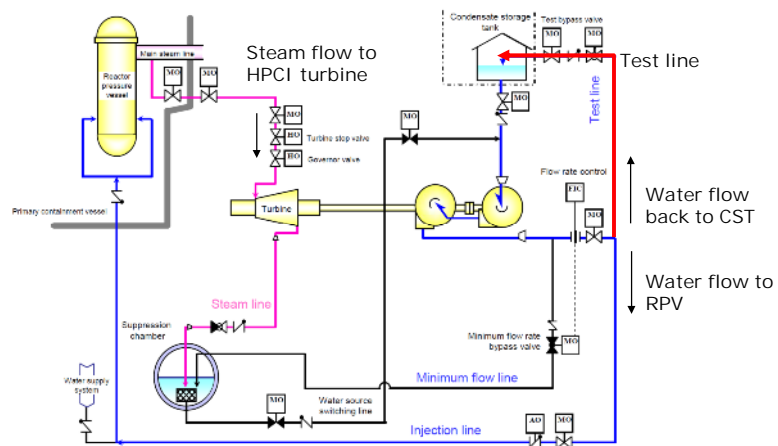 Condensate storage
tank
Test bypass valve
MO
MO
Main steam line
Steam flow to
HPCI turbine
Test line
Reactor
pressure
vessel
MO
MO
MO
Test line
MO
MO
HO
Turbine stop valve
HO
Governor valve
Flow rate control
FIC
Water flow
back to CST
Primary containment vessel
Turbine
MO
Water flow to
RPV
Steam line
Suppression
chamber
Minimum flow rate
bypass valve
MO
Water supply
system
Minimum flow line
MO
Water source
switching line
AO
MO
Injection line